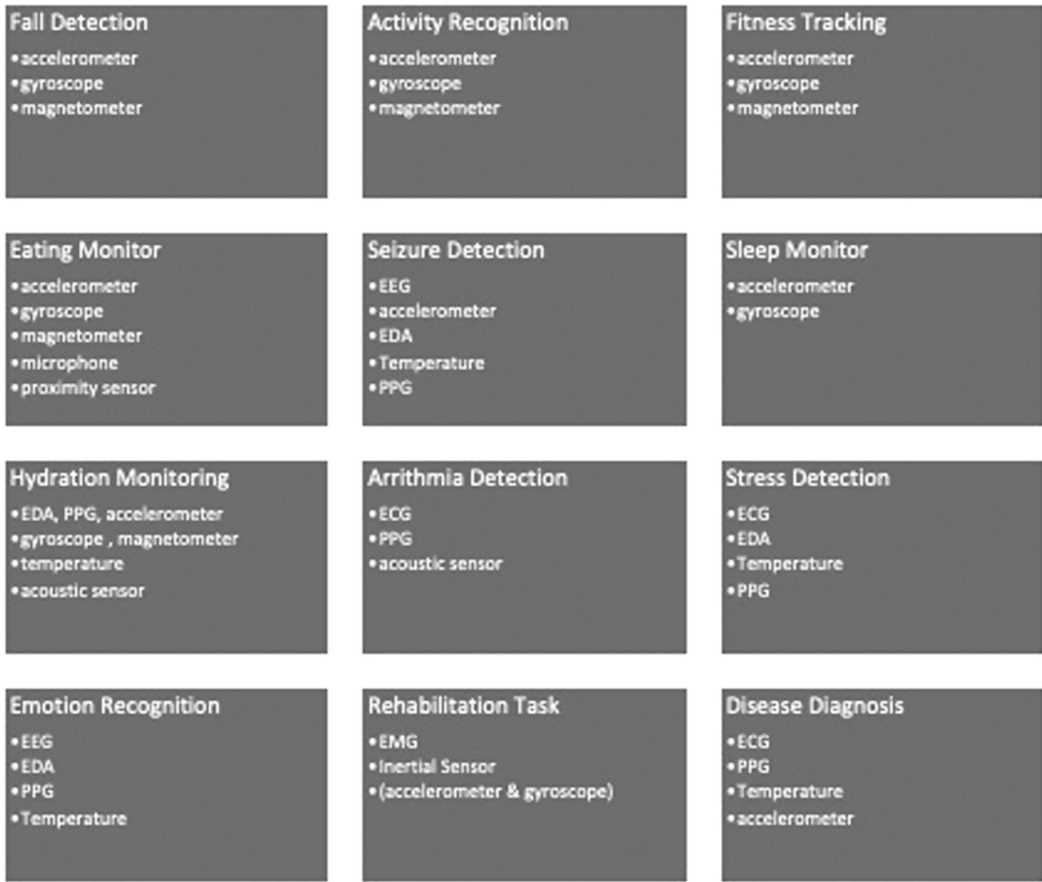 Fall Detection
•accelerometer
•gyroscope
•magnetometer
Activity Recognition
•accelerometer
•gyroscope
•magnetometer
Fitness Tracking
•accelerometer
•gyroscope
•magnetometer
Eating Monitor
•accelerometer
•gyroscope
•magnetometer
•microphone
•proximity sensor
Seizure Detection
•EEG
•accelerometer
•EDA
•Temperature
•PPG
Sleep Monitor
•accelerometer
•gyroscope
Hydration Monitoring
•EDA, PPG, accelerometer
•gyroscope , magnetometer
•temperature
•acoustic sensor
Arrithmia Detection
•ECG
•PPG
•acoustic sensor
Stress Detection
•ECG
•EDA
•Temperature
•PPG
Emotion Recognition
•EEG
•EDA
•PPG
•Temperature
Rehabilitation Task
•EMG
•Inertial Sensor
•(accelerometer & gyroscope)
Disease Diagnosis
•ECG
•PPG
•Temperature
•accelerometer